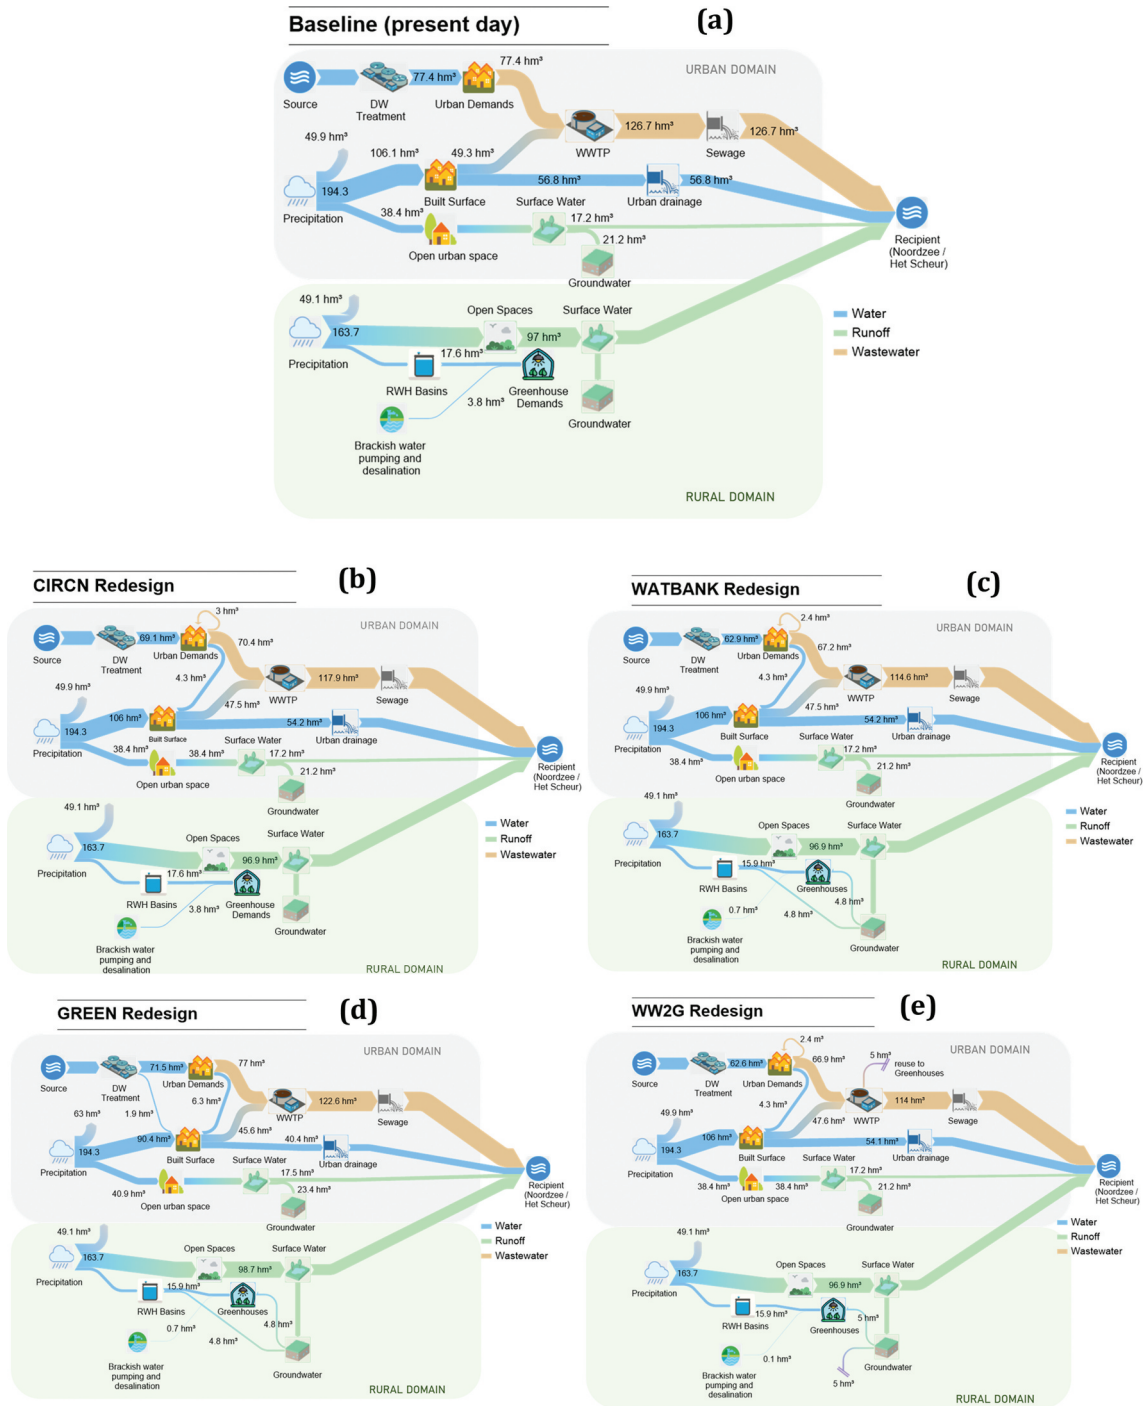 Baseline (present day)
(a)
URBAN DOMAIN
77.4 hm³
77.4 hm³
Source
DW
Treatment
Urban Demands
49.9 hm³
106.1 hm³
49.3 hm³
126.7 hm³
126.7 hm³
WWTP
Sewage
194.3
56.8 hm³
56.8 hm³
Precipitation
Built Surface
Surface Water
Urban drainage
38.4 hm³
17.2 hm³
21.2 hm³
Open urban space
Groundwater
Recipient
(Noordzee /
Het Scheur)
49.1 hm³
Open Spaces
Surface Water
163.7
97 hm³
Precipitation
17.6 hm³
RWH Basins
Greenhouse
Demands
3.8 hm³
Groundwater
Brackish water
pumping and
desalination
RURAL DOMAIN
Water
Runoff
Wastewater
CIRCN Redesign
(b)
3 hm³
URBAN DOMAIN
69.1 hm³
70.4 hm³
Source
DW
Treatment
Urban Demands
4.3 hm³
WWTP
117.9 hm³
Sewage
49.9 hm³
47.5 hm³
106 hm³
194.3
54.2 hm³
Precipitation
Built Surface
Surface Water
Urban drainage
38.4 hm³
38.4 hm³
17.2 hm³
21.2 hm³
Open urban space
Groundwater
Recipient
(Noordzee /
Het Scheur)
49.1 hm³
Open Spaces
Surface Water
163.7
96.9 hm³
Precipitation
17.6 hm³
RWH Basins
Greenhouse
Demands
3.8 hm³
Groundwater
Brackish water
pumping and
desalination
RURAL DOMAIN
Water
Runoff
Wastewater
WATBANK Redesign
(c)
2.4 hm³
URBAN DOMAIN
62.9 hm³
67.2 hm³
Source
DW
Treatment
Urban Demands
4.3 hm³
WWTP
114.6 hm³
Sewage
49.9 hm³
47.5 hm³
106 hm³
194.3
54.2 hm³
Precipitation
Built Surface
Surface Water
Urban drainage
38.4 hm³
17.2 hm³
21.2 hm³
Open urban space
Groundwater
Recipient
(Noordzee /
Het Scheur)
49.1 hm³
Open Spaces
Surface Water
163.7
96.9 hm³
Precipitation
15.9 hm³
RWH Basins
Greenhouses
0.7 hm³
4.8 hm³
4.8 hm³
Groundwater
Brackish water
pumping and
desalination
RURAL DOMAIN
Water
Runoff
Wastewater
GREEN Redesign
(d)
URBAN DOMAIN
71.5 hm³
77 hm³
Source
DW
Treatment
Urban Demands
1.9 hm³
6.3 hm³
WWTP
122.6 hm³
Sewage
63 hm³
45.6 hm³
90.4 hm³
194.3
40.4 hm³
Precipitation
Built Surface
Surface Water
Urban drainage
40.9 hm³
17.5 hm³
23.4 hm³
Open urban space
Groundwater
Recipient
(Noordzee /
Het Scheur)
49.1 hm³
Open Spaces
Surface Water
163.7
98.7 hm³
Precipitation
15.9 hm³
RWH Basins
Greenhouses
0.7 hm³
4.8 hm³
4.8 hm³
Groundwater
Brackish water
pumping and
desalination
RURAL DOMAIN
Water
Runoff
Wastewater
WW2G Redesign
(e)
2.4 m³
URBAN DOMAIN
62.6 hm³
66.9 hm³
5 hm³
reuse to
Greenhouses
Source
DW
Treatment
Urban Demands
4.3 hm³
WWTP
114 hm³
Sewage
49.9 hm³
47.6 hm³
106 hm³
194.3
54.1 hm³
Precipitation
Built Surface
Surface Water
Urban drainage
38.4 hm³
38.4 hm³
17.2 hm³
21.2 hm³
Open urban space
Groundwater
Recipient
(Noordzee /
Het Scheur)
49.1 hm³
Open Spaces
Surface Water
163.7
96.9 hm³
Precipitation
15.9 hm³
RWH Basins
Greenhouses
5 hm³
0.1 hm³
Groundwater
5 hm³
Brackish water
pumping and
desalination
RURAL DOMAIN
Water
Runoff
Wastewater